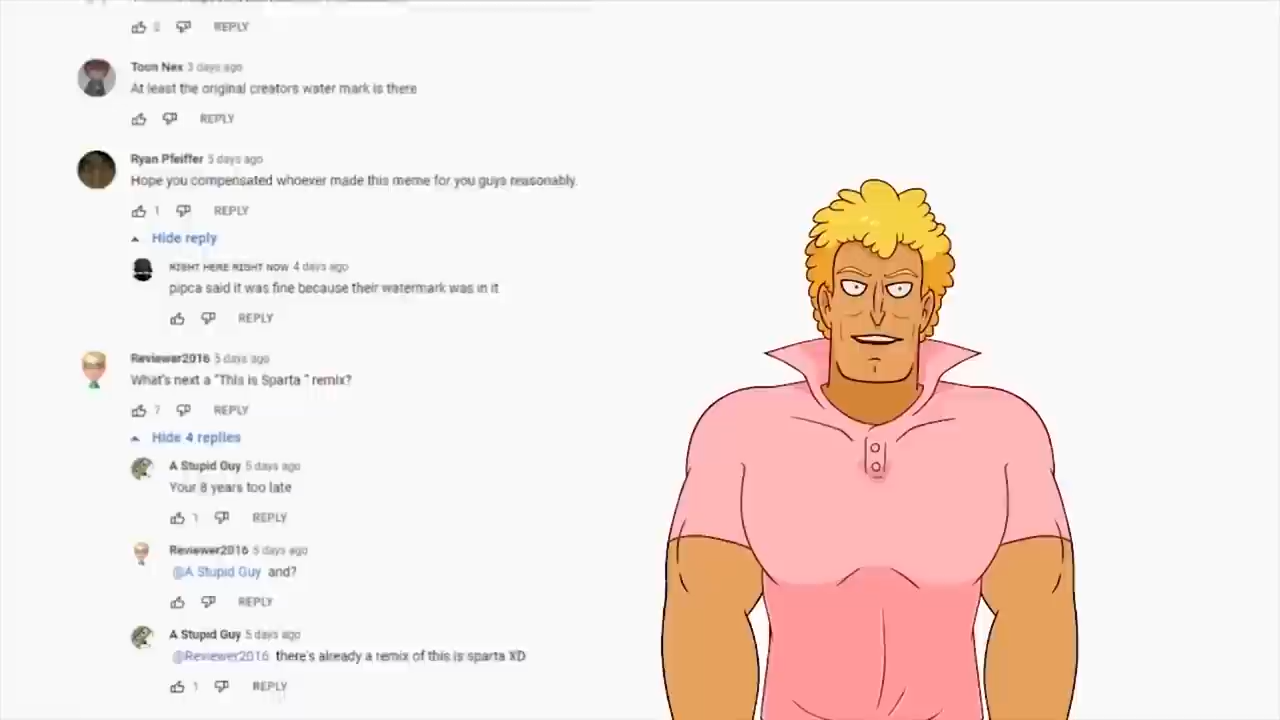 2 REPLY
Toon Nex 3 days ago
At least the original creators water mark is there
REPLY
Ryan Pfeiffer 5 days ago
Hope you compensated whoever made this meme for you guys reasonably.
1 REPLY
Hide reply
RIGHT HERE RIGHT NOW 4 days ago
pipca said it was fine because their watermark was in it
REPLY
Reviewer2016 5 days ago
What's next a "This is Sparta " remix?
7 REPLY
Hide 4 replies
A Stupid Guy 5 days ago
Your 8 years too late
1 REPLY
Reviewer2016 5 days ago
@A Stupid Guy and?
REPLY
A Stupid Guy 5 days ago
@Reviewer2016 there's already a remix of this is sparta XD
1 REPLY